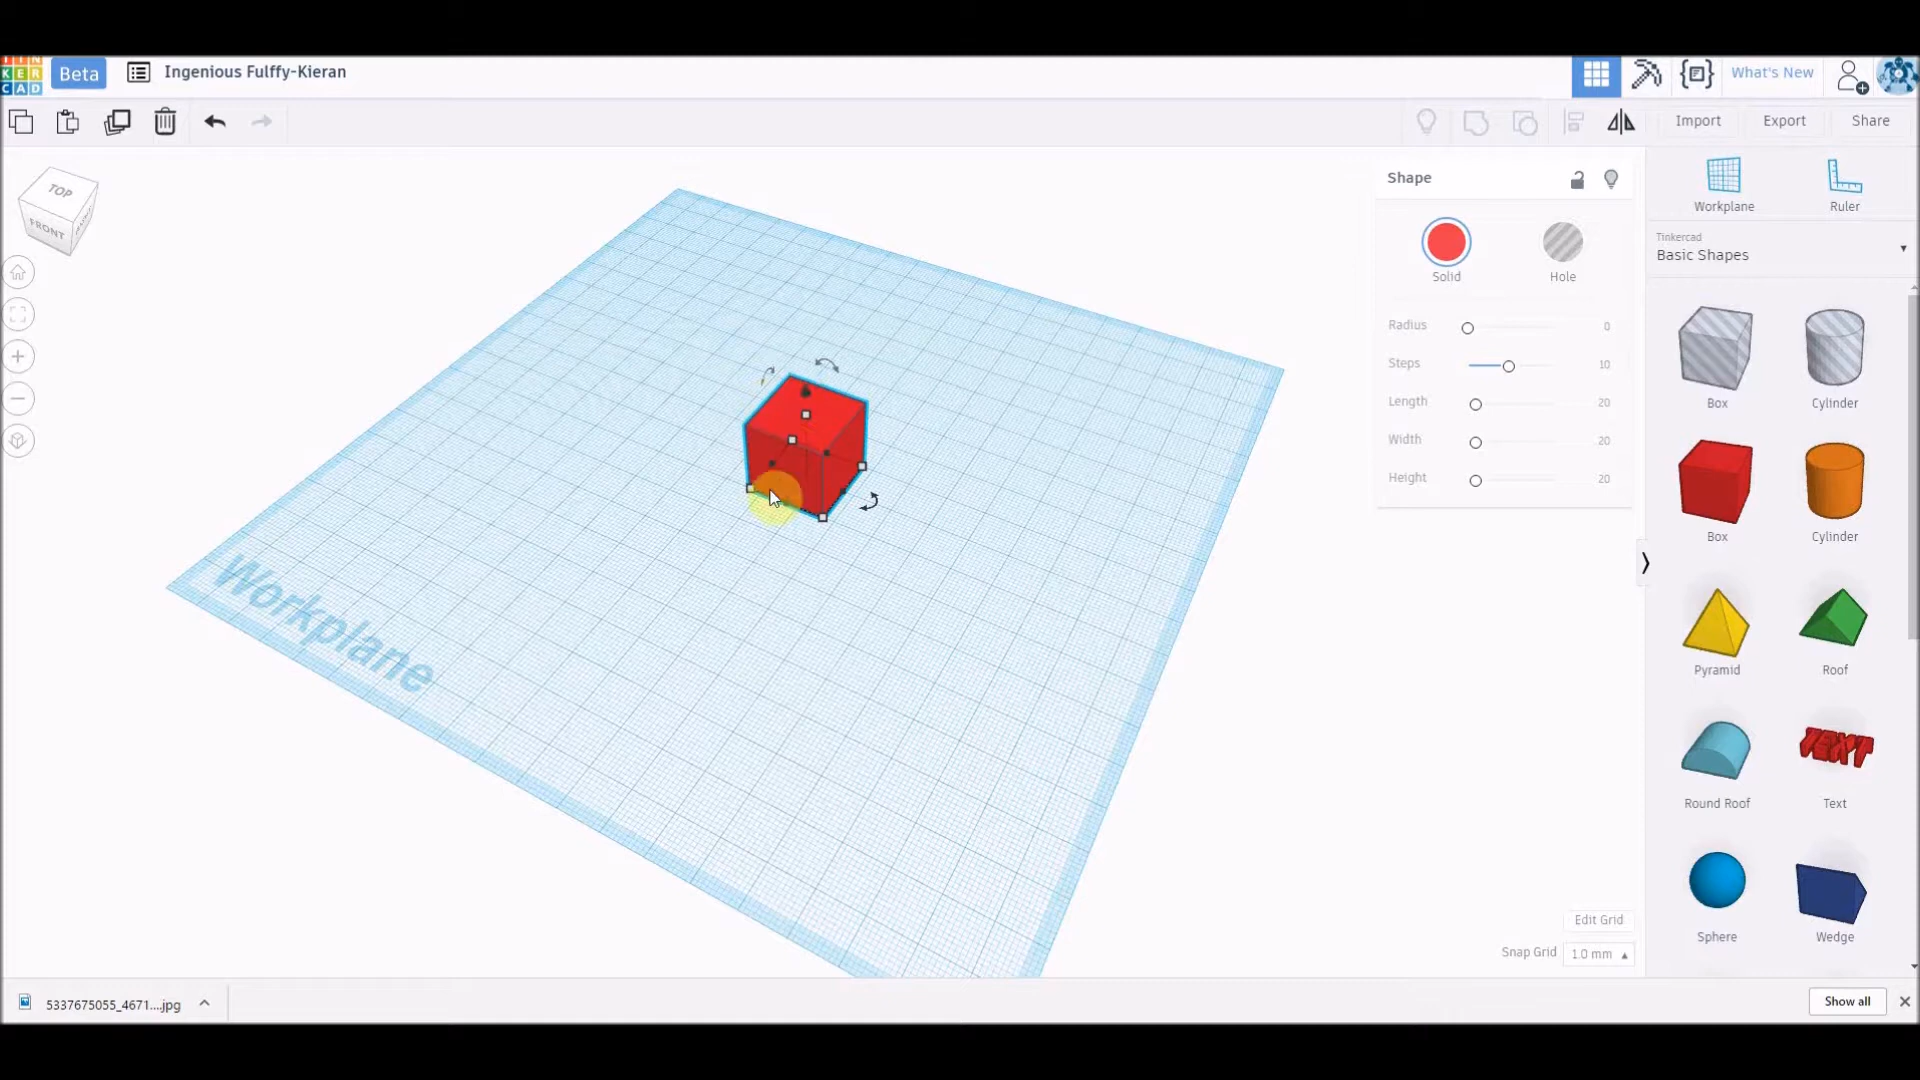 TINKERCAD
Beta
Ingenious Fulffy-Kieran
What's New
Import
Export
Share
TOP
FRONT
Shape
Solid
Hole
Radius 0
Steps 10
Length 20
Width 20
Height 20
Workplane
Ruler
Tinkercad
Basic Shapes
Box
Cylinder
Box
Cylinder
Pyramid
Roof
Round Roof
TEXT
Text
Sphere
Wedge
Workplane
Edit Grid
Snap Grid 1.0 mm
5337675055_4671....jpg
Show all